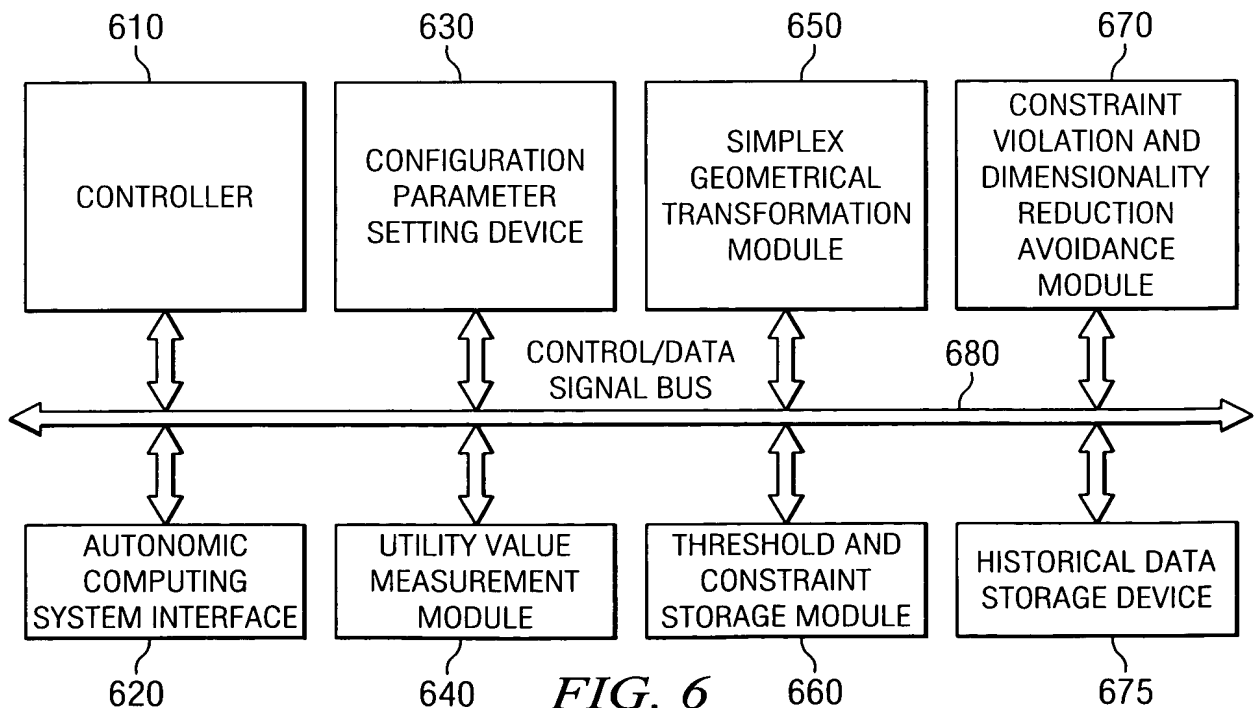 610
630
650
670
CONTROLLER
CONFIGURATION
PARAMETER
SETTING DEVICE
SIMPLEX
GEOMETRICAL
TRANSFORMATION
MODULE
CONSTRAINT
VIOLATION AND
DIMENSIONALITY
REDUCTION
AVOIDANCE
MODULE
CONTROL/DATA
SIGNAL BUS
680
AUTONOMIC
COMPUTING
SYSTEM INTERFACE
UTILITY VALUE
MEASUREMENT
MODULE
THRESHOLD AND
CONSTRAINT
STORAGE MODULE
HISTORICAL DATA
STORAGE DEVICE
620
640
FIG. 6
660
675